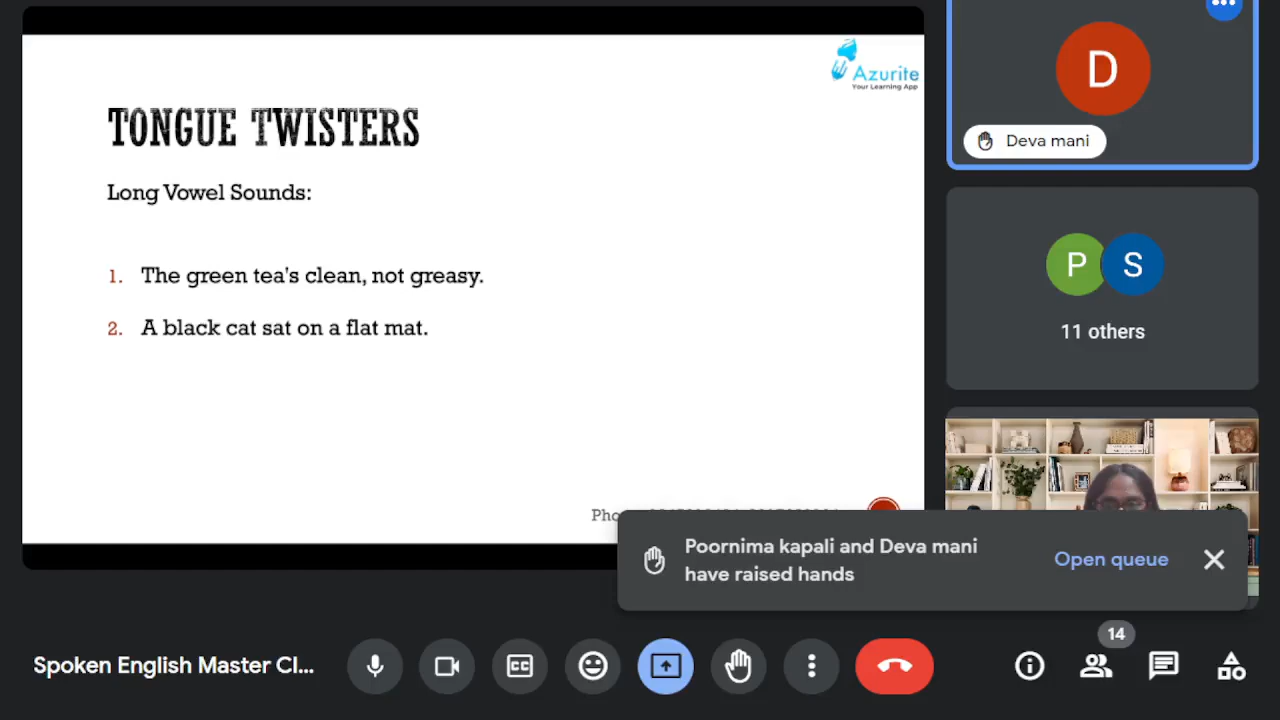 Azurite
Your Learning App
TONGUE TWISTERS
Long Vowel Sounds:
1. The green tea's clean, not greasy.
2. A black cat sat on a flat mat.
D
Deva mani
P S
11 others
Poornima kapali and Deva mani
have raised hands
Open queue
14
Spoken English Master Cl...
CC